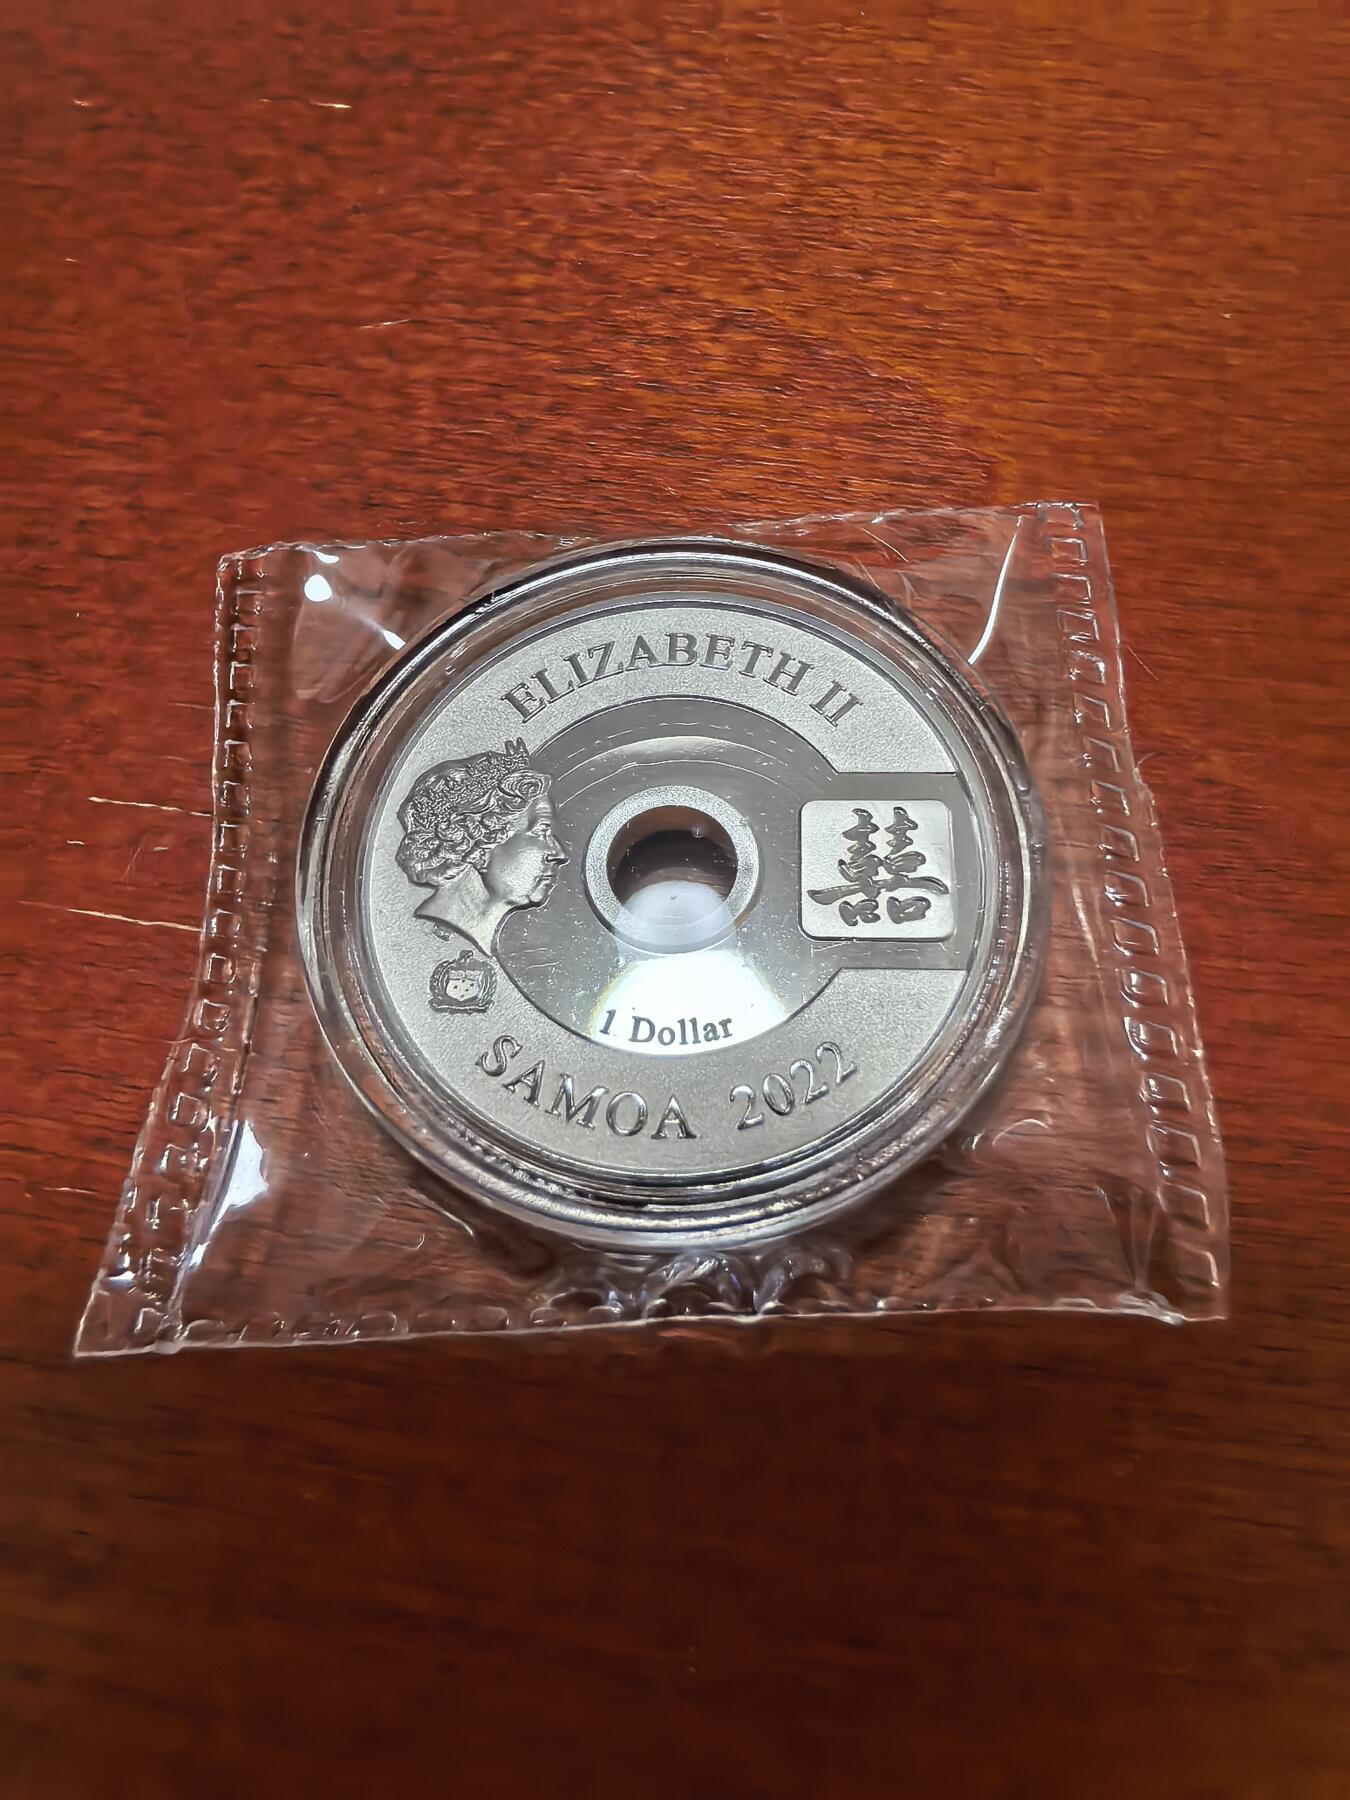 ELIZABETH II
囍
1 Dollar
SAMOA 2022